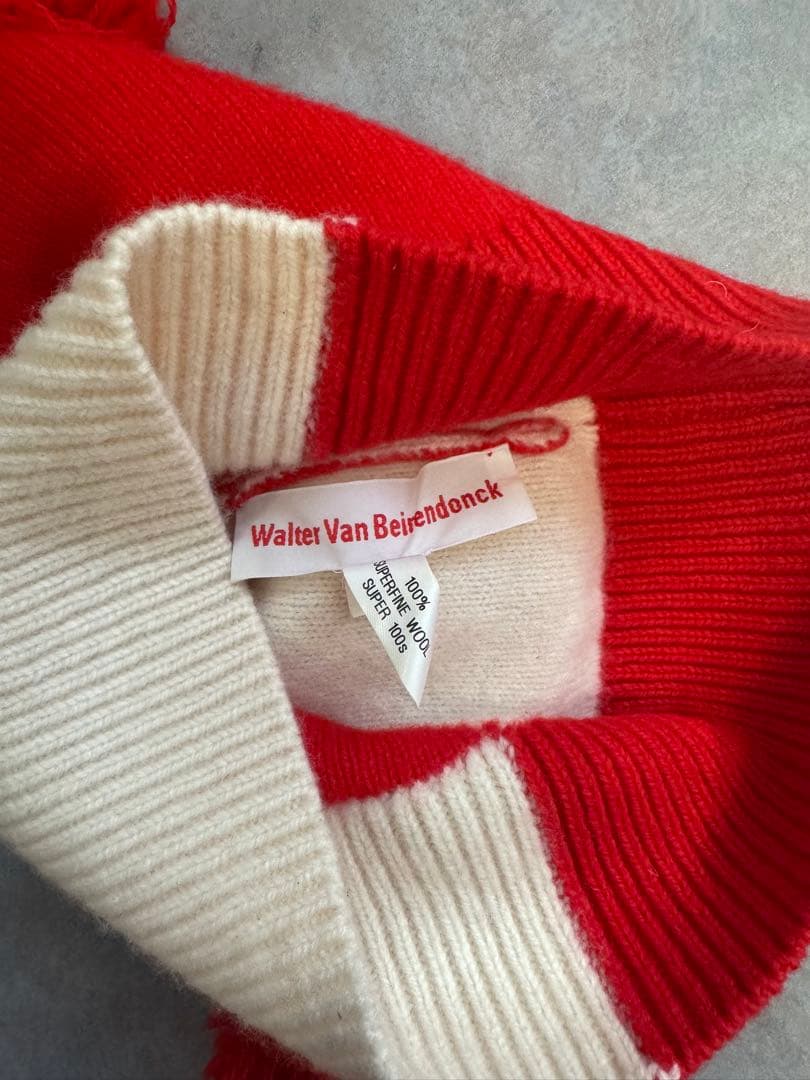 Walter Van Beirendonck
100%
SUPERFINE WOOL
SUPER 100s